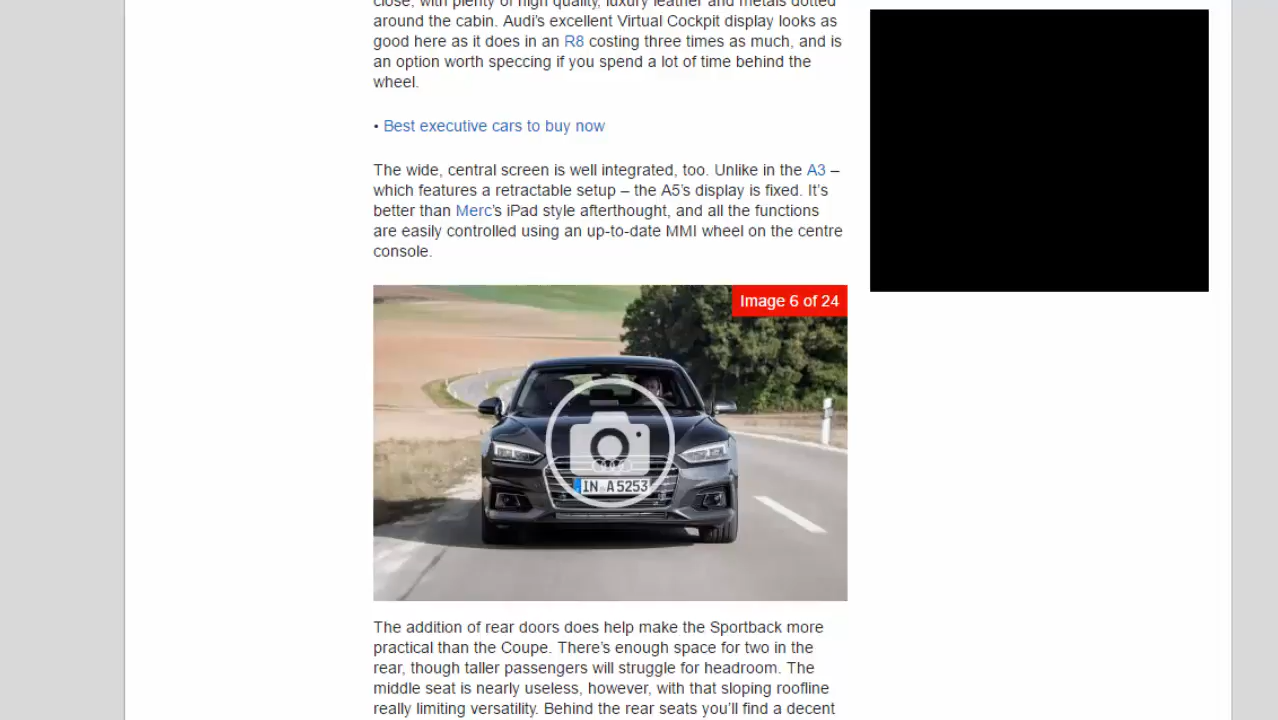 close, with plenty of high quality, luxury leather and metals dotted
around the cabin. Audi’s excellent Virtual Cockpit display looks as
good here as it does in an R8 costing three times as much, and is
an option worth speccing if you spend a lot of time behind the
wheel.
• Best executive cars to buy now
The wide, central screen is well integrated, too. Unlike in the A3 –
which features a retractable setup – the A5’s display is fixed. It’s
better than Merc’s iPad style afterthought, and all the functions
are easily controlled using an up-to-date MMI wheel on the centre
console.
Image 6 of 24
IN A 5253
The addition of rear doors does help make the Sportback more
practical than the Coupe. There’s enough space for two in the
rear, though taller passengers will struggle for headroom. The
middle seat is nearly useless, however, with that sloping roofline
really limiting versatility. Behind the rear seats you’ll find a decent